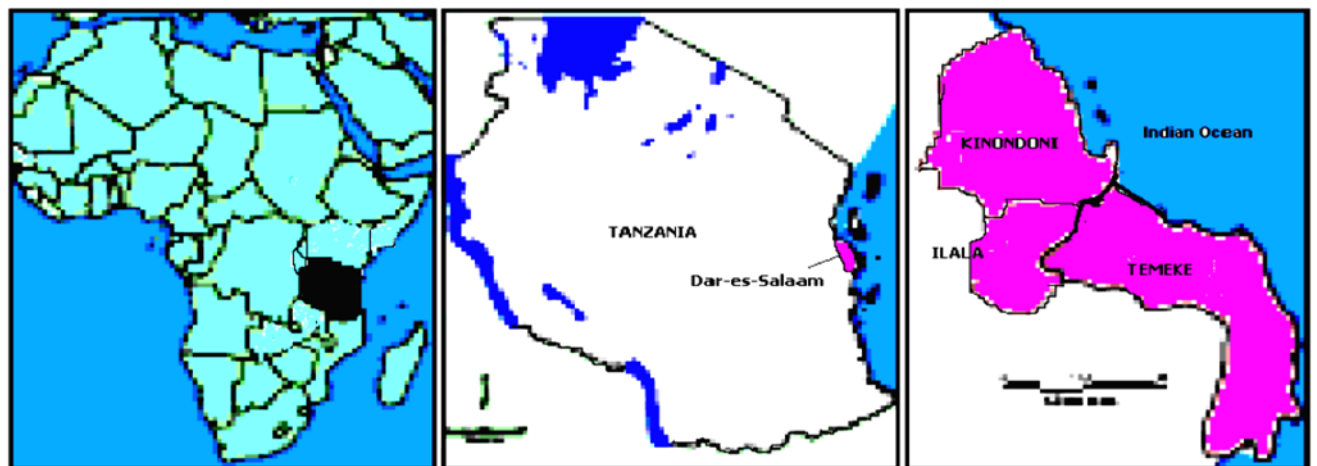 TANZANIA
Dar-es-Salaam
Indian Ocean
KINONDONI
ILALA
TEMEKE